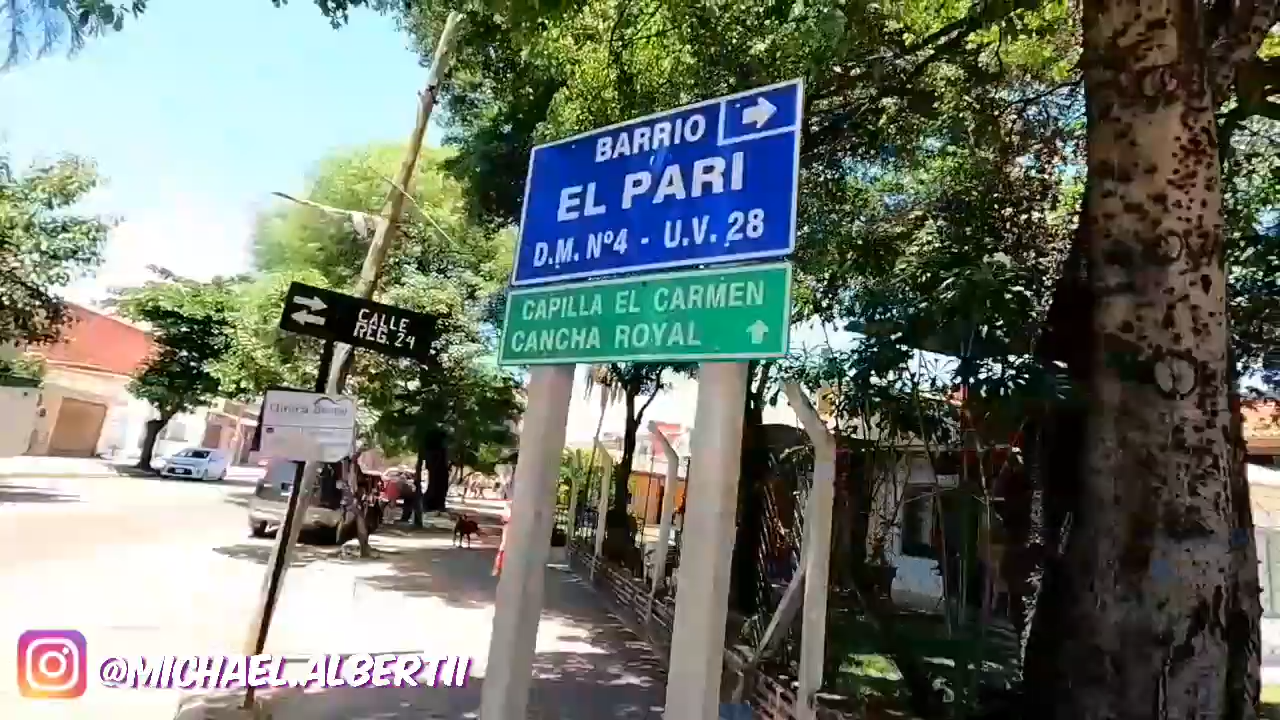 BARRIO
EL PARI
D.M. Nº4 - U.V. 28
CAPILLA EL CARMEN
CANCHA ROYAL
CALLE
REG. 24
@MICHAEL.ALBERTII